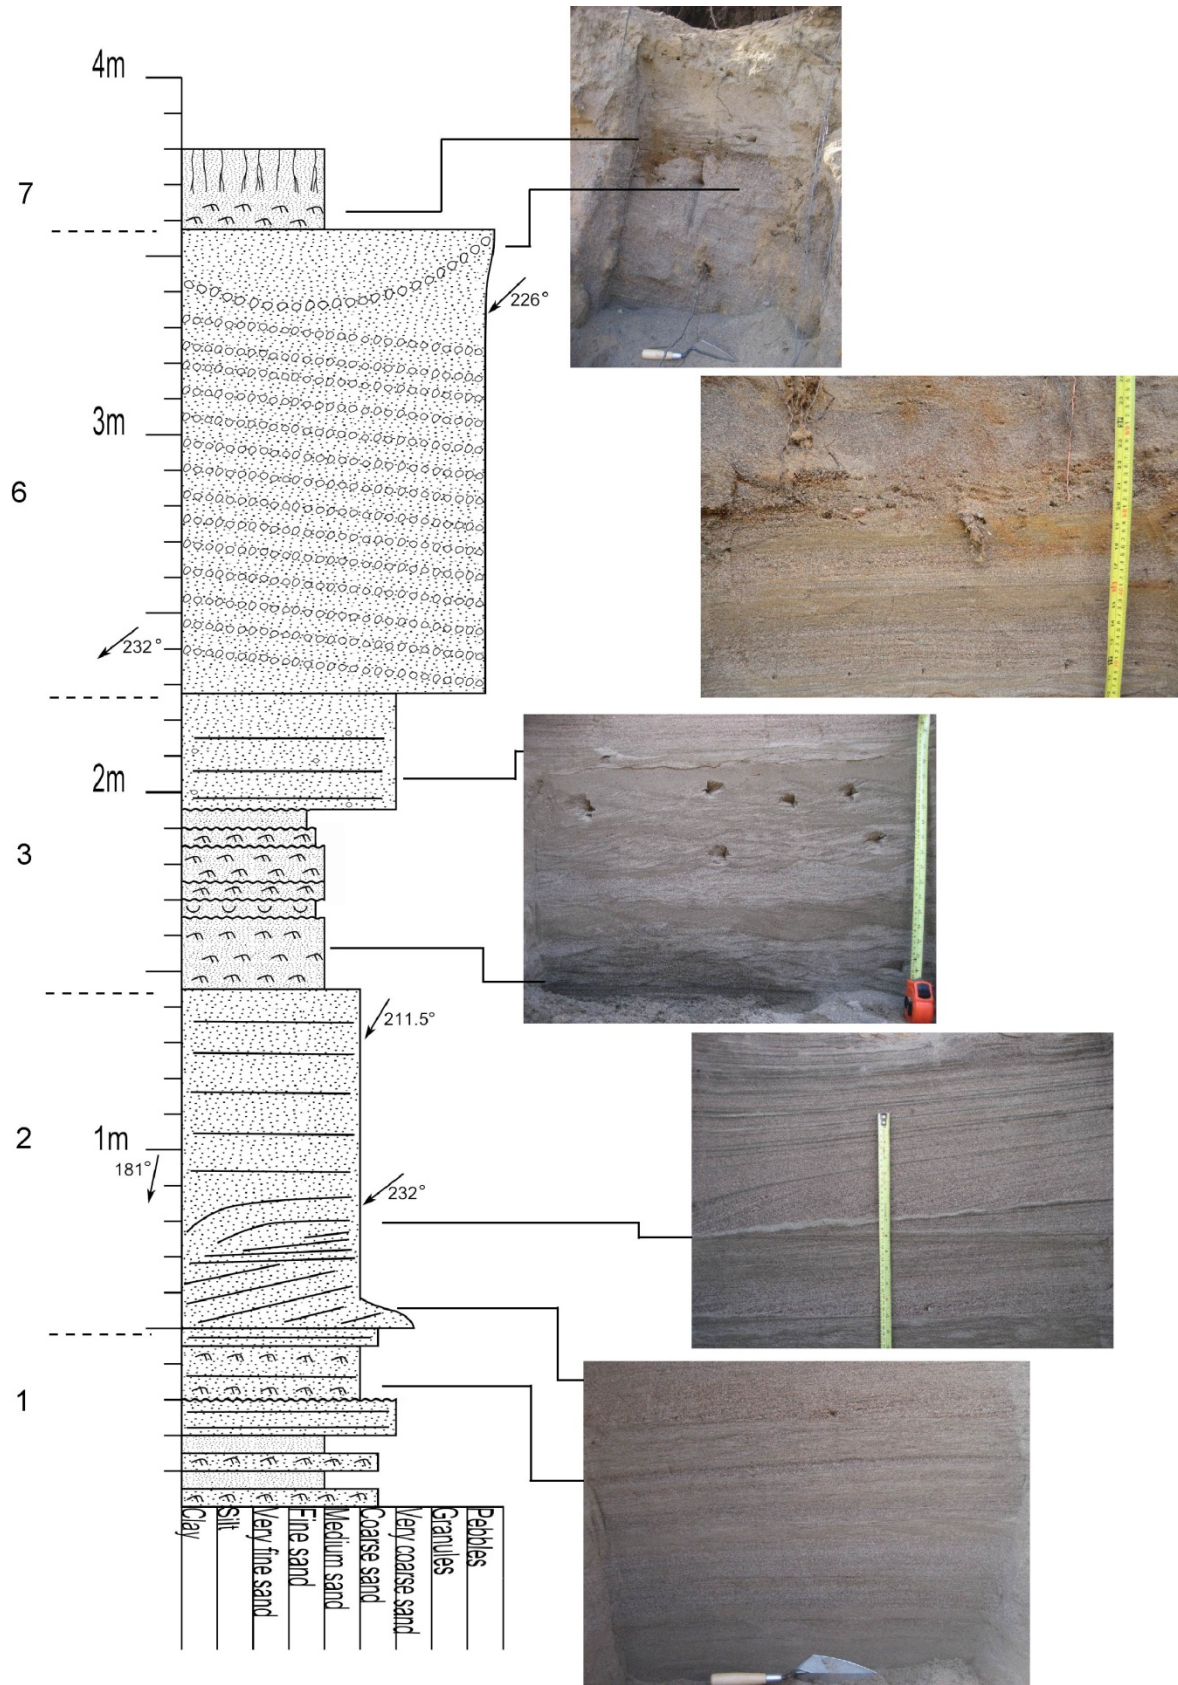 4m
7
226°
3m
6
232°
2m
3
211.5°
2
1m
181°
232°
1
Clay
Silt
Very fine sand
Fine sand
Medium sand
Coarse sand
Very coarse sand
Granules
Pebbles